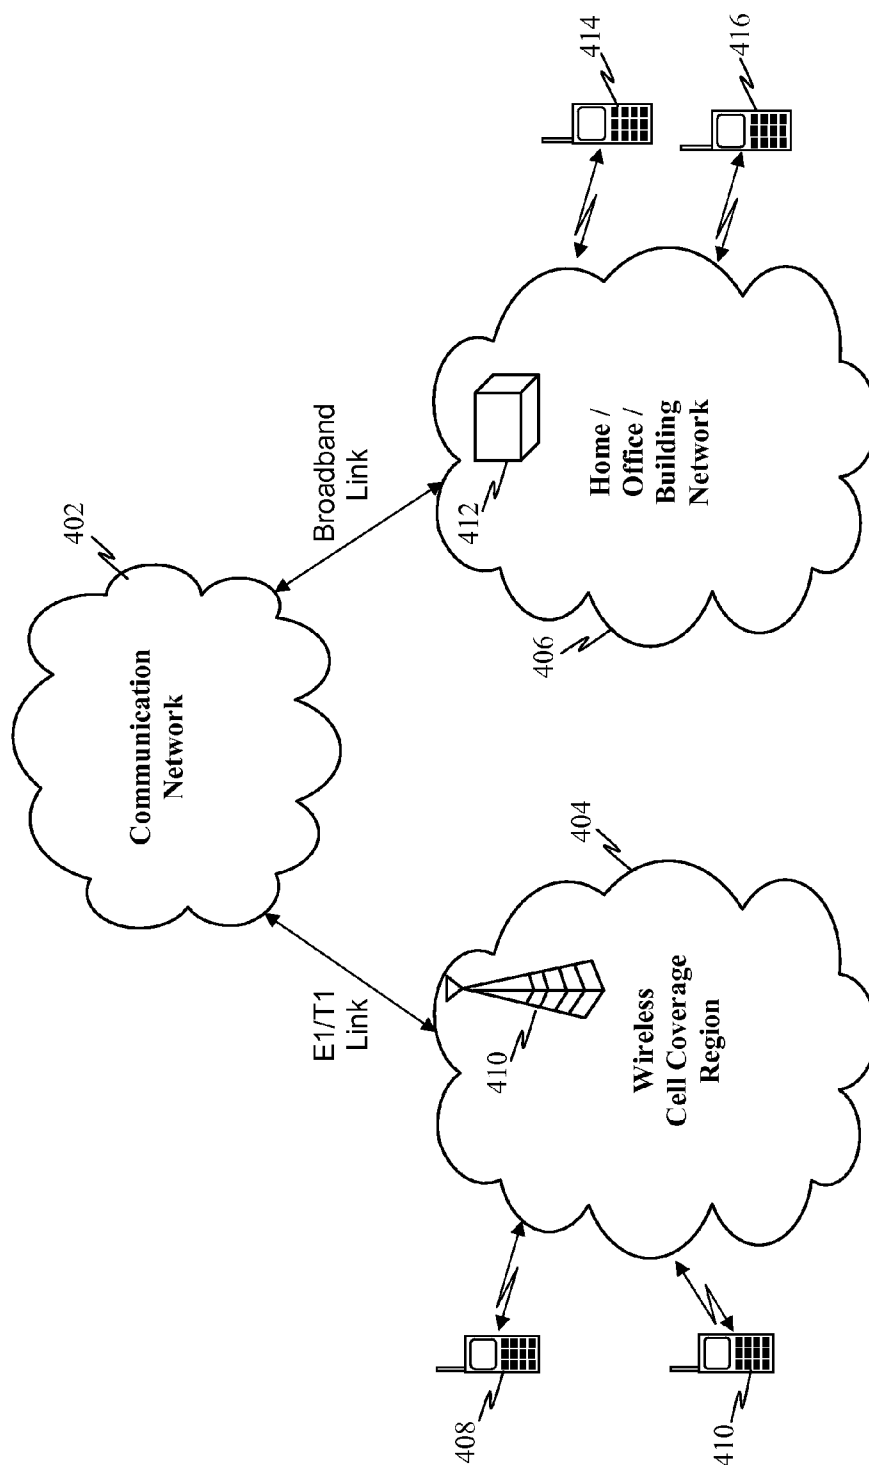 402
Communication
Network
E1/T1
Link
Broadband
Link
404
410
Wireless
Cell Coverage
Region
408
410
406
412
Home /
Office /
Building
Network
414
416